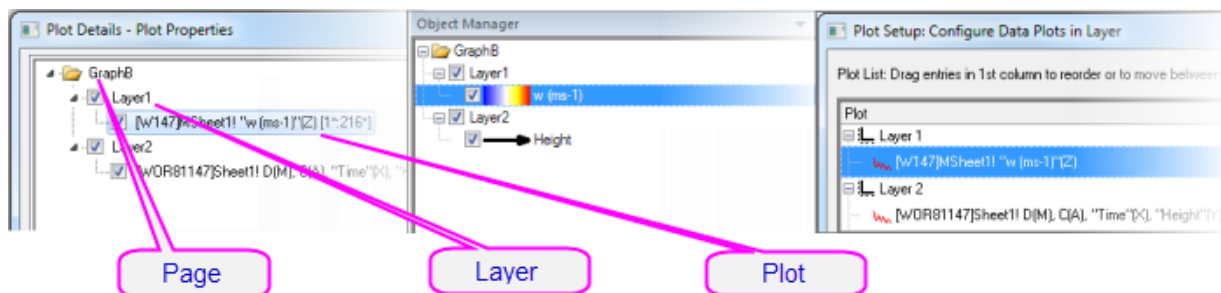 Plot Details - Plot Properties
GraphB
Layer1
[W147]MSheet1! "w (ms-1)"(Z) [1*:216*]
Layer2
[WOR81147]Sheet1! D(M), C(A), "Time"(X),
Object Manager
GraphB
Layer1
w (ms-1)
Layer2
Height
Plot Setup: Configure Data Plots in Layer
Plot List: Drag entries in 1st column to reorder or to move between
Plot
Layer 1
[W147]MSheet1! "w (ms-1)"(Z)
Layer 2
[WOR81147]Sheet1! D(M), C(A), "Time"(X), "Height"(Y)
Page
Layer
Plot